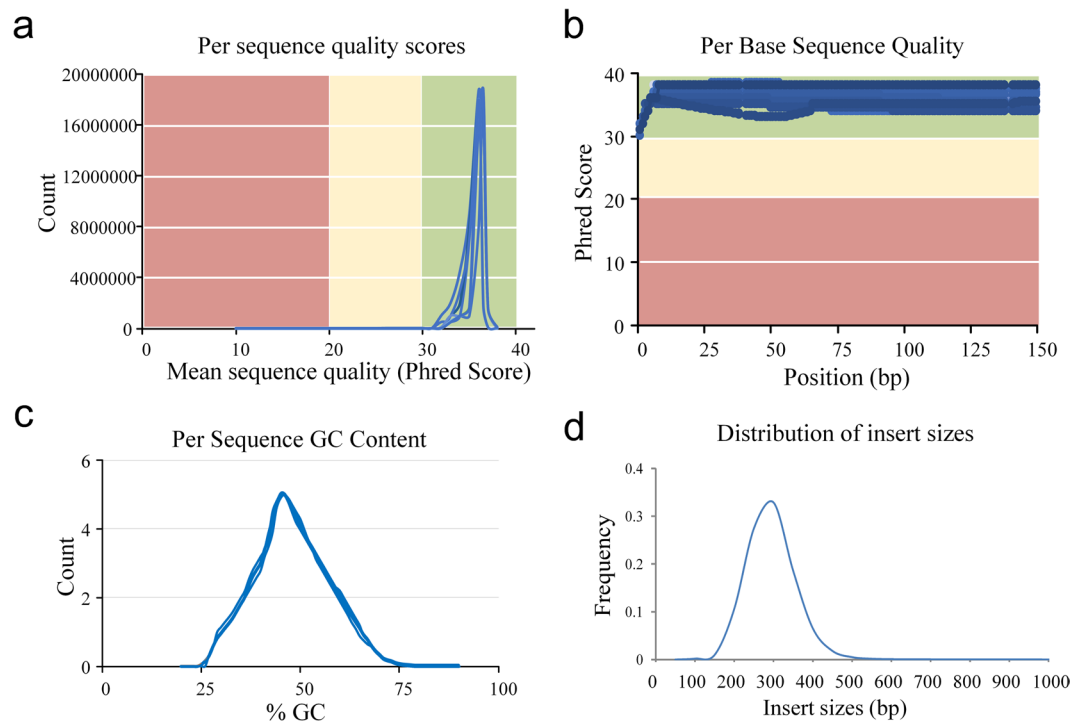 a
Per sequence quality scores
20000000
16000000
12000000
8000000
4000000
0
Count
0 10 20 30 40
Mean sequence quality (Phred Score)
b
Per Base Sequence Quality
40
30
20
10
0
Phred Score
0 25 50 75 100 125 150
Position (bp)
c
Per Sequence GC Content
6
4
2
0
Count
0 25 50 75 100
% GC
d
Distribution of insert sizes
0.4
0.3
0.2
0.1
0
Frequency
0 100 200 300 400 500 600 700 800 900 1000
Insert sizes (bp)